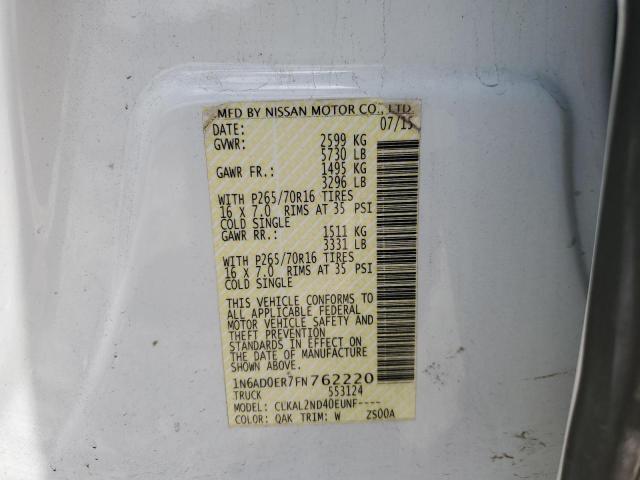 MFD BY NISSAN MOTOR CO., LTD
DATE: 07/15
GVWR: 2599 KG
5730 LB
GAWR FR.: 1495 KG
3296 LB
WITH P265/70R16 TIRES
16 X 7.0 RIMS AT 35 PSI
COLD SINGLE
GAWR RR.: 1511 KG
3331 LB
WITH P265/70R16 TIRES
16 X 7.0 RIMS AT 35 PSI
COLD SINGLE
THIS VEHICLE CONFORMS TO
ALL APPLICABLE FEDERAL
MOTOR VEHICLE SAFETY AND
THEFT PREVENTION
STANDARDS IN EFFECT ON
THE DATE OF MANUFACTURE
SHOWN ABOVE.
1N6AD0ER7FN762220
TRUCK 5S3124
MODEL: CLKAL2ND40EUNF----
COLOR: QAK TRIM: W ZS00A